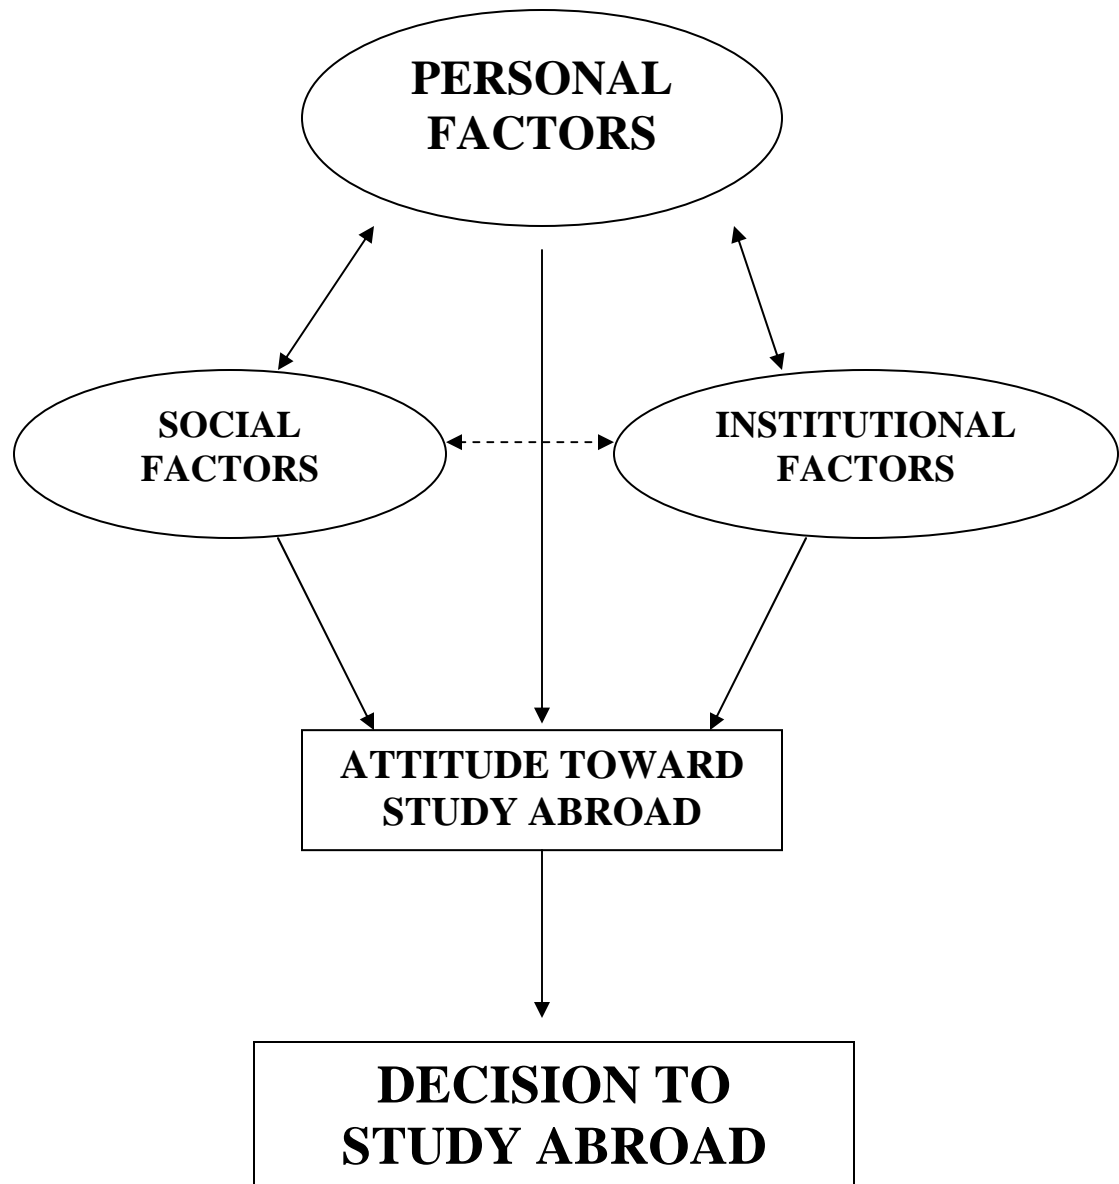 PERSONAL
FACTORS
SOCIAL
FACTORS
INSTITUTIONAL
FACTORS
ATTITUDE TOWARD
STUDY ABROAD
DECISION TO
STUDY ABROAD